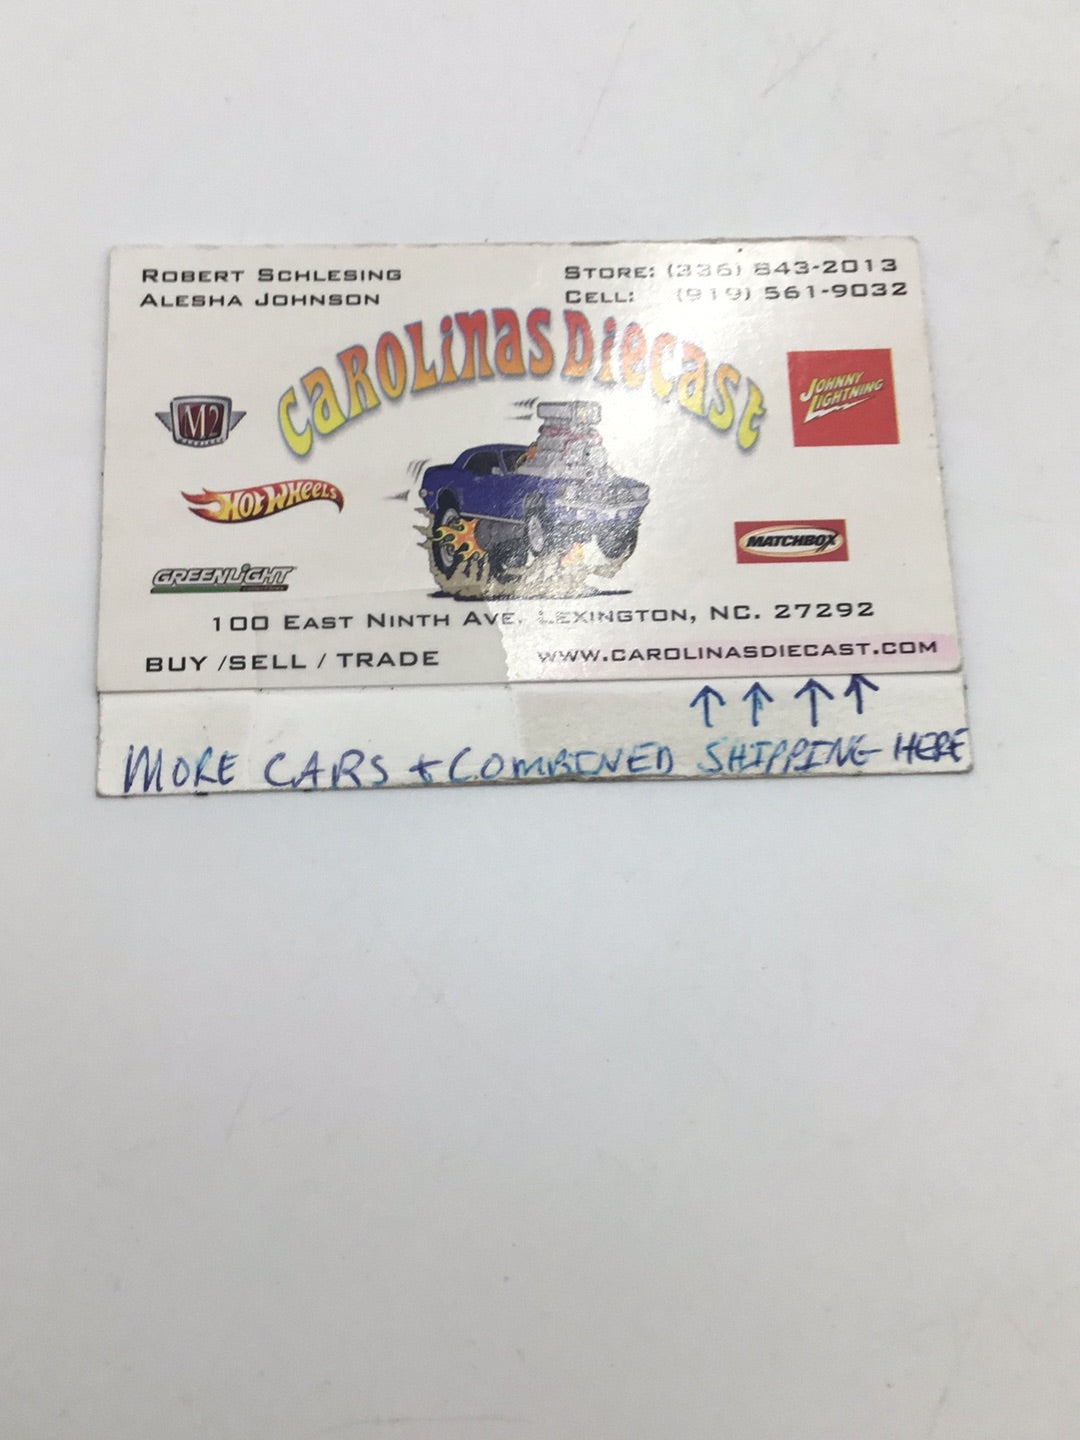 ROBERT SCHLESING
ALESHA JOHNSON
STORE: (336) 843-2013
CELL: (919) 561-9032
CAROLINAS DIECAST
M2
JOHNNY LIGHTNING
HOT WHEELS
MATCHBOX
GREENLIGHT
100 EAST NINTH AVE. LEXINGTON, NC. 27292
BUY /SELL / TRADE
WWW.CAROLINASDIECAST.COM
↑ ↑ ↑ ↑
MORE CARS + COMBINED SHIPPING HERE